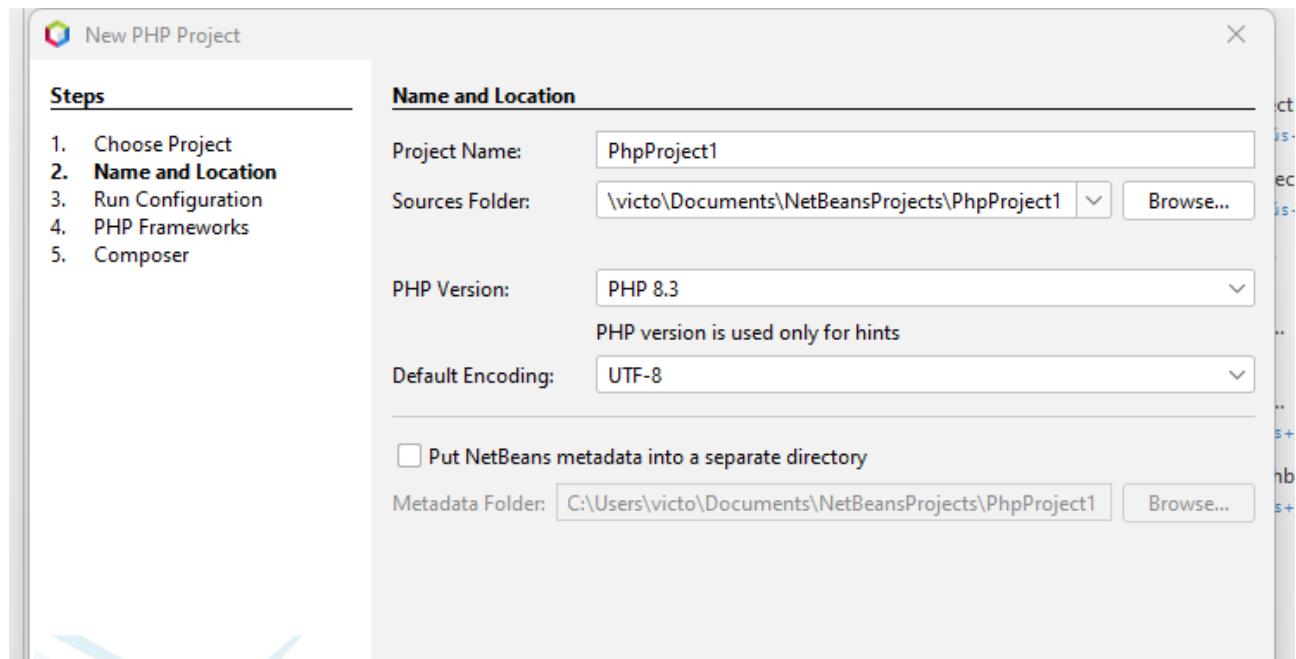 New PHP Project
Steps
1. Choose Project
2. Name and Location
3. Run Configuration
4. PHP Frameworks
5. Composer
Name and Location
Project Name: PhpProject1
Sources Folder: \victo\Documents\NetBeansProjects\PhpProject1 Browse...
PHP Version: PHP 8.3
PHP version is used only for hints
Default Encoding: UTF-8
Put NetBeans metadata into a separate directory
Metadata Folder: C:\Users\victo\Documents\NetBeansProjects\PhpProject1 Browse...